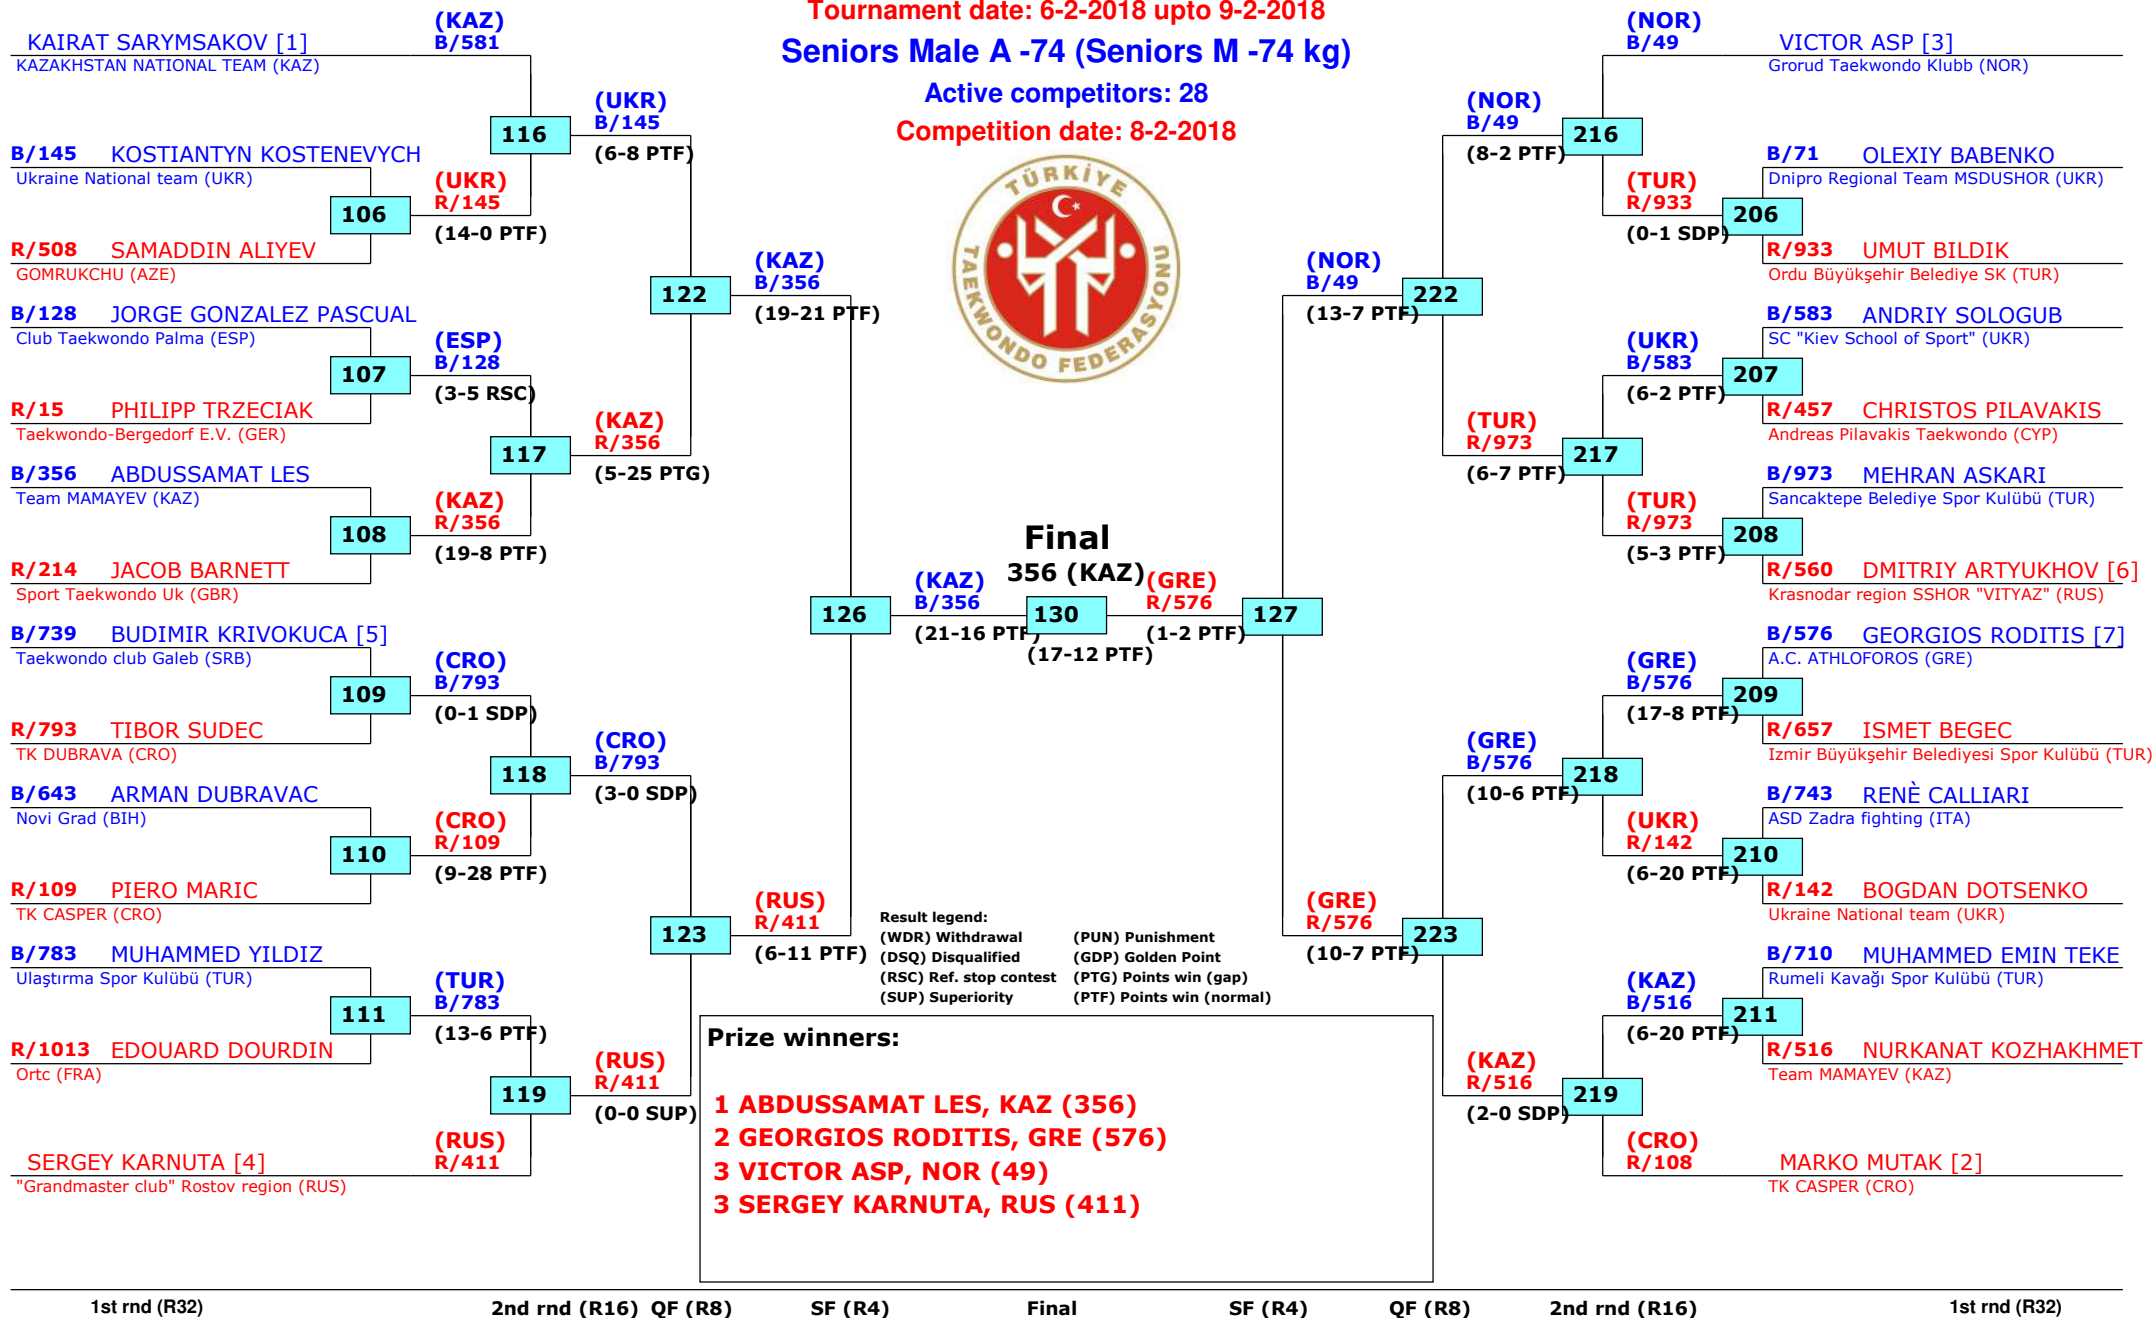 Tournament date: 6-2-2018 upto 9-2-2018
Seniors Male A -74 (Seniors M -74 kg)
Active competitors: 28
Competition date: 8-2-2018
TÜRKİYE
TAEKWONDO FEDERASYONU
KAIRAT SARYMSAKOV [1]
KAZAKHSTAN NATIONAL TEAM (KAZ)
(KAZ)
B/581
B/145 KOSTIANTYN KOSTENEVYCH
Ukraine National team (UKR)
106
R/508 SAMADDIN ALIYEV
GOMRUKCHU (AZE)
(UKR)
R/145
(14-0 PTF)
116
(UKR)
B/145
(6-8 PTF)
B/128 JORGE GONZALEZ PASCUAL
Club Taekwondo Palma (ESP)
107
R/15 PHILIPP TRZECIAK
Taekwondo-Bergedorf E.V. (GER)
(ESP)
B/128
(3-5 RSC)
117
(KAZ)
R/356
(5-25 PTG)
B/356 ABDUSSAMAT LES
Team MAMAYEV (KAZ)
108
R/214 JACOB BARNETT
Sport Taekwondo Uk (GBR)
(KAZ)
R/356
(19-8 PTF)
122
(KAZ)
B/356
(19-21 PTF)
B/739 BUDIMIR KRIVOKUCA [5]
Taekwondo club Galeb (SRB)
109
R/793 TIBOR SUDEC
TK DUBRAVA (CRO)
(CRO)
B/793
(0-1 SDP)
118
(CRO)
B/793
(3-0 SDP)
B/643 ARMAN DUBRAVAC
Novi Grad (BIH)
110
R/109 PIERO MARIC
TK CASPER (CRO)
(CRO)
R/109
(9-28 PTF)
123
(RUS)
R/411
(6-11 PTF)
B/783 MUHAMMED YILDIZ
Ulaştırma Spor Kulübü (TUR)
111
R/1013 EDOUARD DOURDIN
Ortc (FRA)
(TUR)
B/783
(13-6 PTF)
119
(RUS)
R/411
(0-0 SUP)
SERGEY KARNUTA [4]
"Grandmaster club" Rostov region (RUS)
(RUS)
R/411
126
(KAZ)
B/356
(21-16 PTF)
Final
356 (KAZ)
130
(17-12 PTF)
(GRE)
R/576
(1-2 PTF)
127
(NOR)
B/49
VICTOR ASP [3]
Grorud Taekwondo Klubb (NOR)
(NOR)
B/49
(8-2 PTF)
216
B/71 OLEXIY BABENKO
Dnipro Regional Team MSDUSHOR (UKR)
(TUR)
R/933
(0-1 SDP)
206
R/933 UMUT BILDIK
Ordu Büyükşehir Belediye SK (TUR)
(NOR)
B/49
(13-7 PTF)
222
B/583 ANDRIY SOLOGUB
SC "Kiev School of Sport" (UKR)
(UKR)
B/583
(6-2 PTF)
207
R/457 CHRISTOS PILAVAKIS
Andreas Pilavakis Taekwondo (CYP)
(TUR)
R/973
(6-7 PTF)
217
B/973 MEHRAN ASKARI
Sancaktepe Belediye Spor Kulübü (TUR)
(TUR)
R/973
(5-3 PTF)
208
R/560 DMITRIY ARTYUKHOV [6]
Krasnodar region SSHOR "VITYAZ" (RUS)
B/576 GEORGIOS RODITIS [7]
A.C. ATHLOFOROS (GRE)
(GRE)
B/576
(17-8 PTF)
209
R/657 ISMET BEGEC
Izmir Büyükşehir Belediyesi Spor Kulübü (TUR)
(GRE)
B/576
(10-6 PTF)
218
B/743 RENÈ CALLIARI
ASD Zadra fighting (ITA)
(UKR)
R/142
(6-20 PTF)
210
R/142 BOGDAN DOTSENKO
Ukraine National team (UKR)
(GRE)
R/576
(10-7 PTF)
223
B/710 MUHAMMED EMIN TEKE
Rumeli Kavağı Spor Kulübü (TUR)
(KAZ)
B/516
(6-20 PTF)
211
R/516 NURKANAT KOZHAKHMET
Team MAMAYEV (KAZ)
(KAZ)
R/516
(2-0 SDP)
219
(CRO)
R/108
MARKO MUTAK [2]
TK CASPER (CRO)
Result legend:
(WDR) Withdrawal (PUN) Punishment
(DSQ) Disqualified (GDP) Golden Point
(RSC) Ref. stop contest (PTG) Points win (gap)
(SUP) Superiority (PTF) Points win (normal)
Prize winners:
1 ABDUSSAMAT LES, KAZ (356)
2 GEORGIOS RODITIS, GRE (576)
3 VICTOR ASP, NOR (49)
3 SERGEY KARNUTA, RUS (411)
1st rnd (R32) 2nd rnd (R16) QF (R8) SF (R4) Final SF (R4) QF (R8) 2nd rnd (R16) 1st rnd (R32)